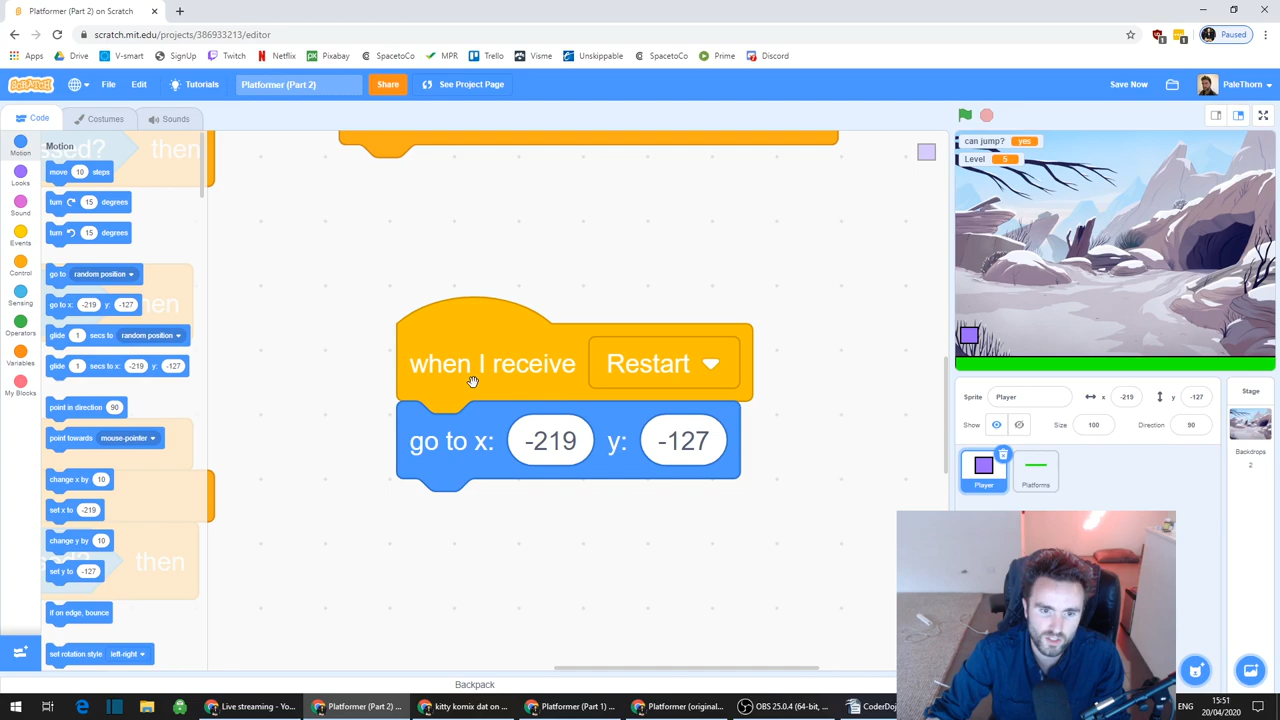 Platformer (Part 2) on Scratch
scratch.mit.edu/projects/386933213/editor
Paused
Apps Drive V-smart SignUp Twitch Netflix Pixabay SpacetoCo MPR Trello Visme Unskippable SpacetoCo Prime Discord
SCRATCH File Edit Tutorials Platformer (Part 2) Share See Project Page Save Now PaleThorn
Code Costumes Sounds
Motion
Looks
Sound
Events
Control
Sensing
Operators
Variables
My Blocks
Motion
then
move 10 steps
turn 15 degrees
turn 15 degrees
go to random position
go to x: -219 y: -127
glide 1 secs to random position
glide 1 secs to x: -219 y: -127
point in direction 90
point towards mouse-pointer
change x by 10
set x to -219
change y by 10
set y to -127
then
if on edge, bounce
set rotation style left-right
when I receive Restart
go to x: -219 y: -127
can jump? yes
Level 5
Sprite Player x -219 y -127
Show Size 100 Direction 90
Player
Platforms
Stage
Backdrops
2
Backpack
Live streaming - Yo...
Platformer (Part 2) ...
kitty komix dat on ...
Platformer (Part 1) ...
Platformer (original...
OBS 25.0.4 (64-bit, ...
CoderDoj
ENG
15:51
20/04/2020